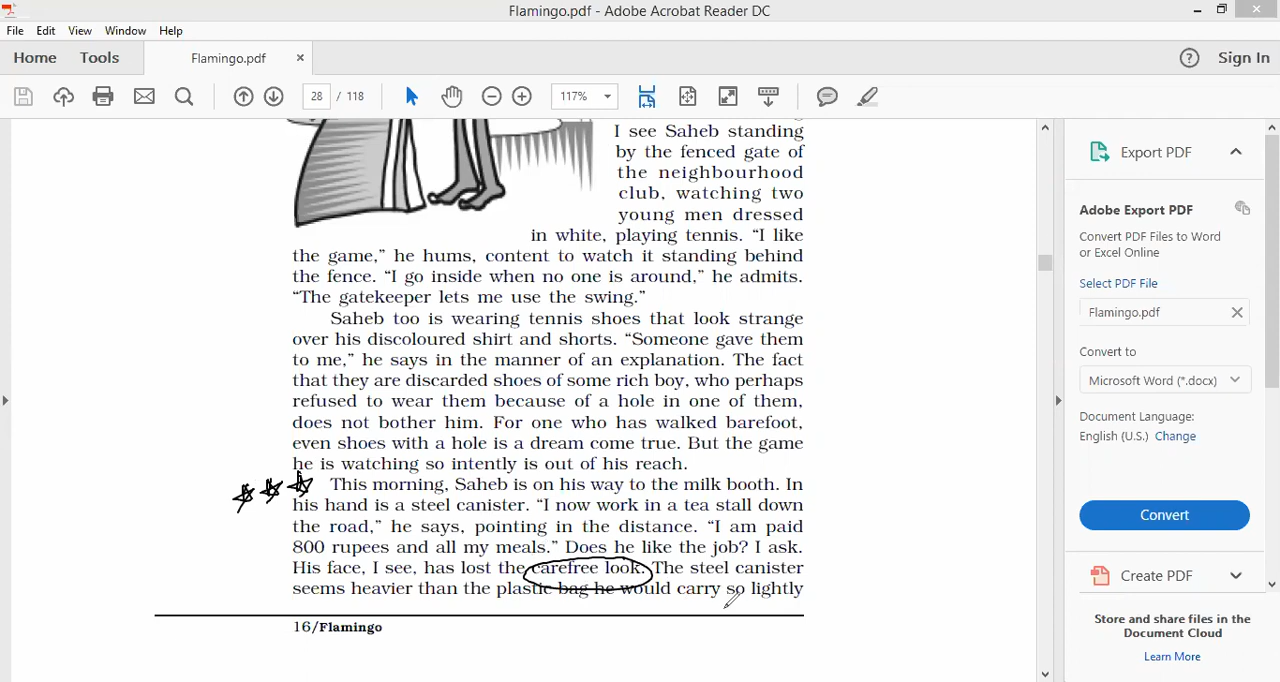 Flamingo.pdf - Adobe Acrobat Reader DC
File Edit View Window Help
Home Tools Flamingo.pdf × ? Sign In
28 / 118 117%
I see Saheb standing
by the fenced gate of
the neighbourhood
club, watching two
young men dressed
in white, playing tennis. “I like
the game,” he hums, content to watch it standing behind
the fence. “I go inside when no one is around,” he admits.
“The gatekeeper lets me use the swing.”
Saheb too is wearing tennis shoes that look strange
over his discoloured shirt and shorts. “Someone gave them
to me,” he says in the manner of an explanation. The fact
that they are discarded shoes of some rich boy, who perhaps
refused to wear them because of a hole in one of them,
does not bother him. For one who has walked barefoot,
even shoes with a hole is a dream come true. But the game
he is watching so intently is out of his reach.
This morning, Saheb is on his way to the milk booth. In
his hand is a steel canister. “I now work in a tea stall down
the road,” he says, pointing in the distance. “I am paid
800 rupees and all my meals.” Does he like the job? I ask.
His face, I see, has lost the carefree look. The steel canister
seems heavier than the plastic bag he would carry so lightly
16/Flamingo
Export PDF
Adobe Export PDF
Convert PDF Files to Word
or Excel Online
Select PDF File
Flamingo.pdf
Convert to
Microsoft Word (*.docx)
Document Language:
English (U.S.) Change
Convert
Create PDF
Store and share files in the
Document Cloud
Learn More